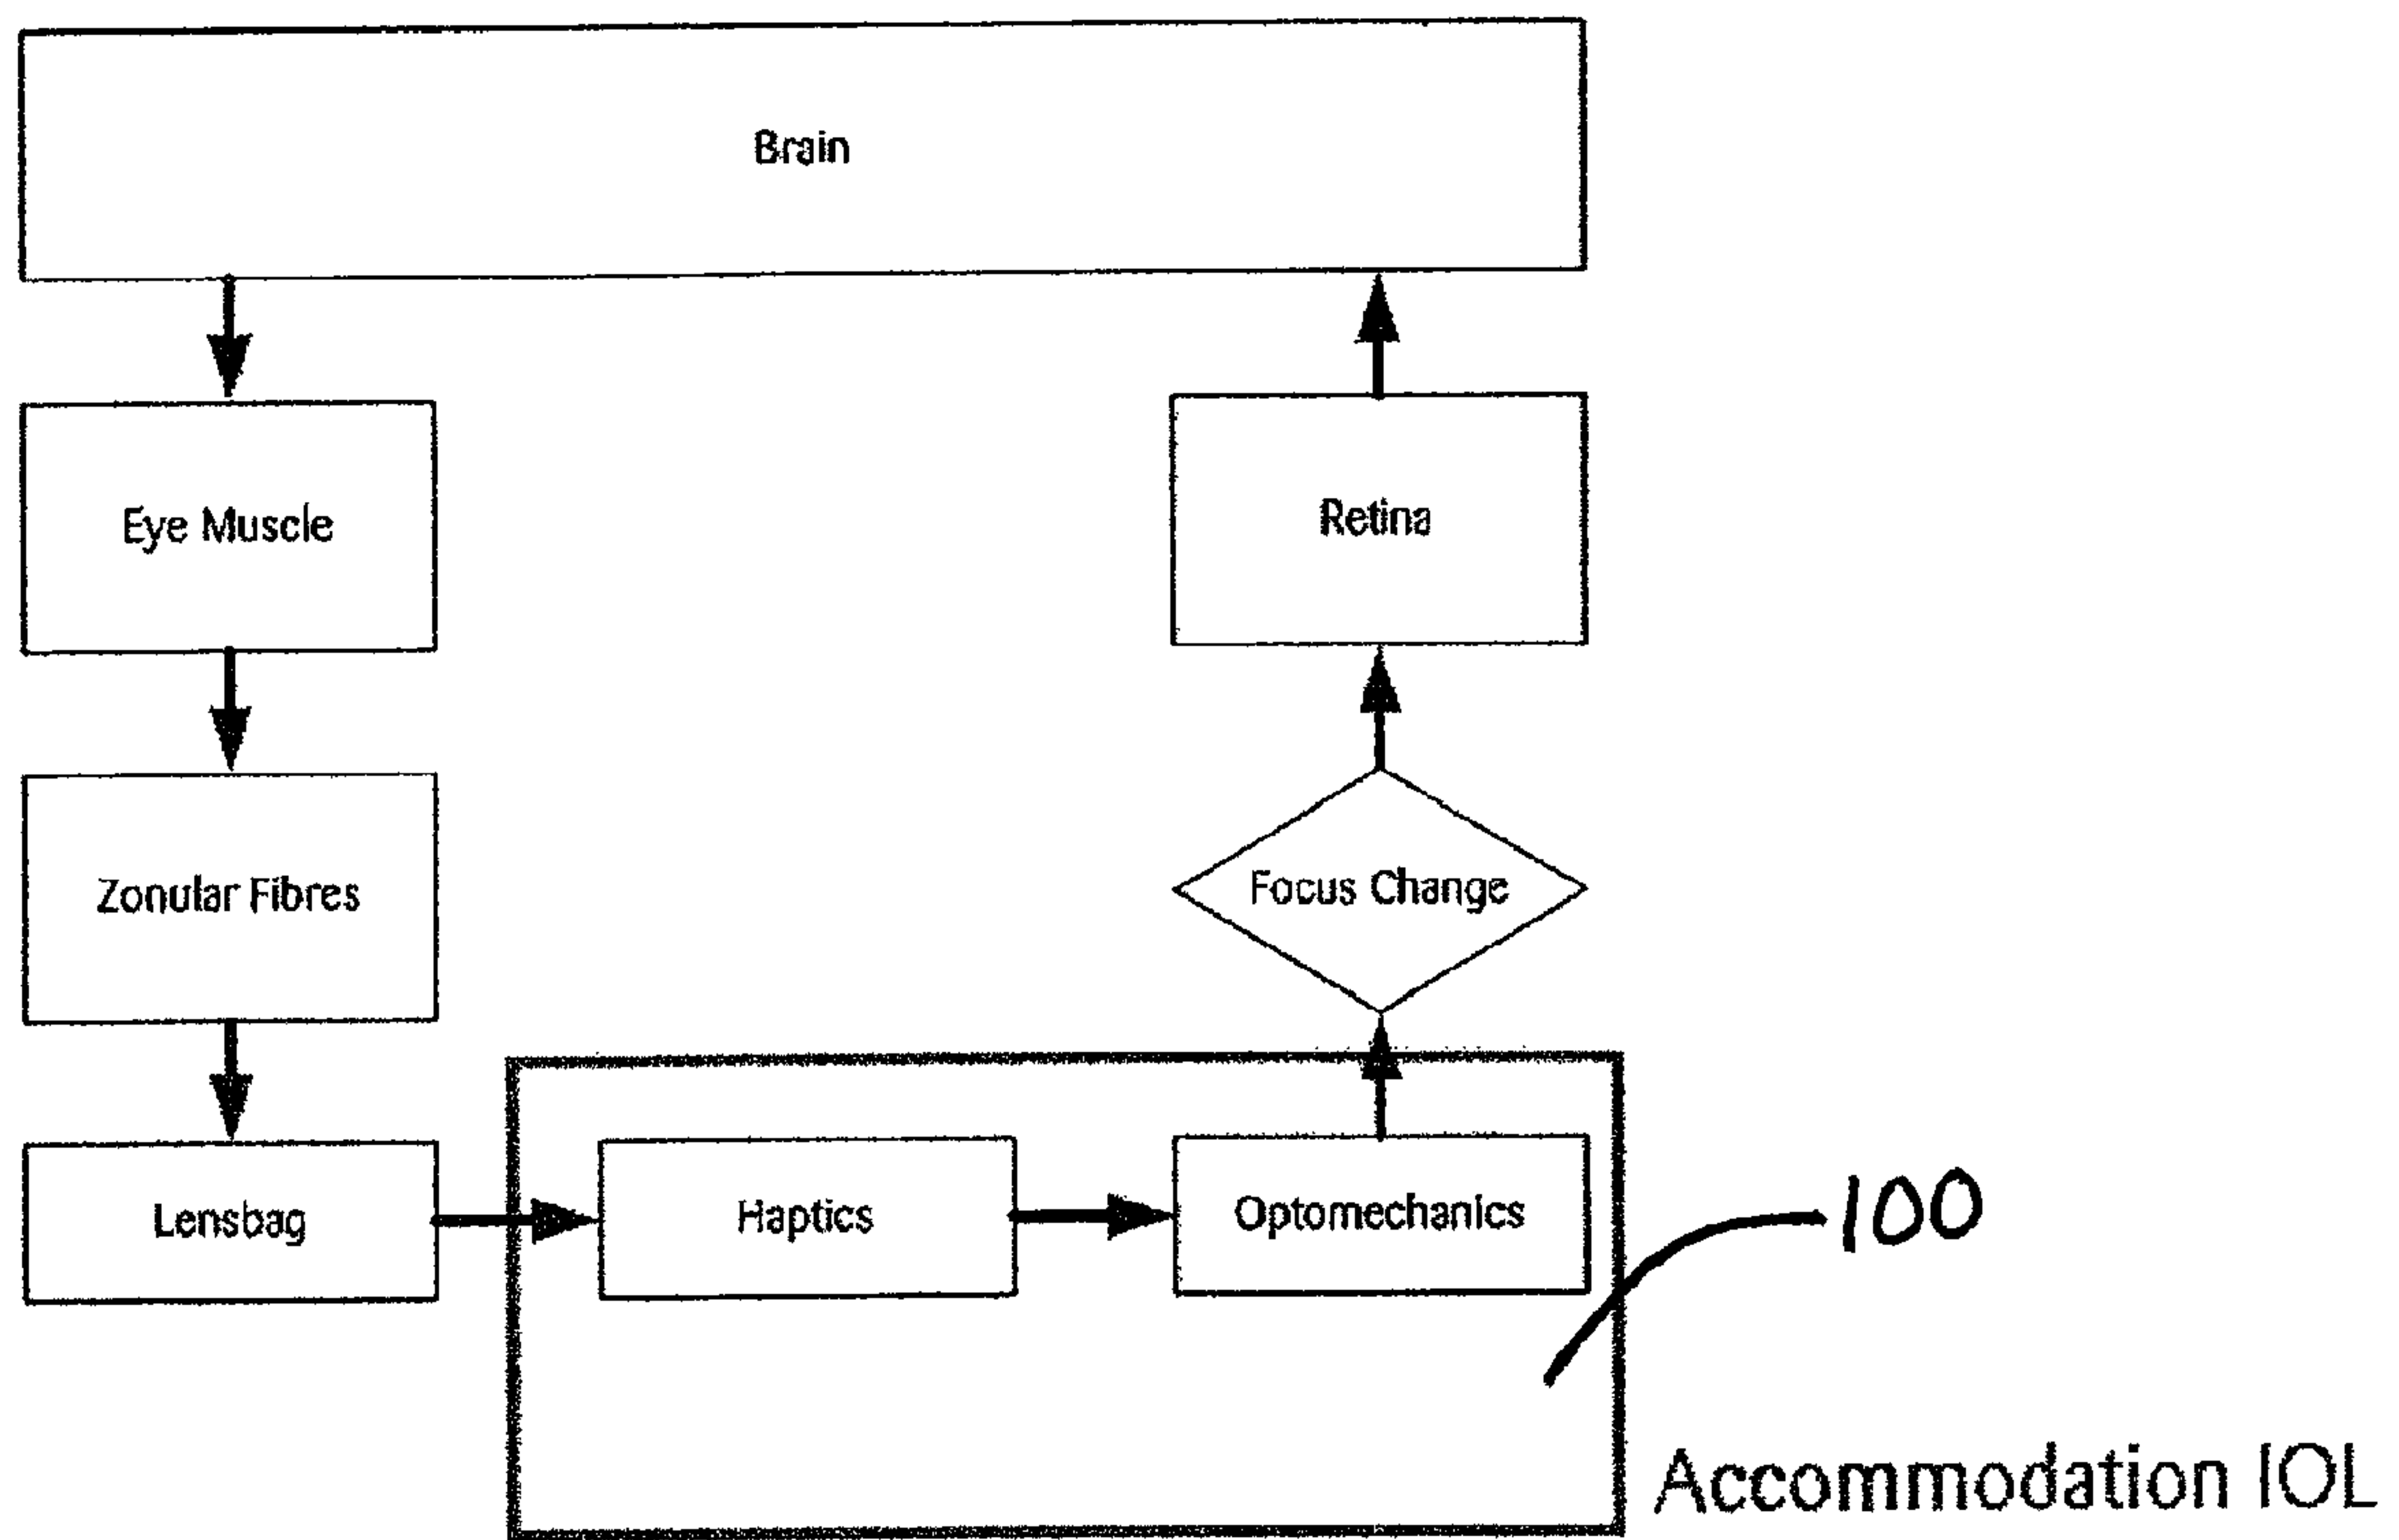 Brain
Eye Muscle
Retina
Zonular Fibres
Focus Change
Lensbag
Haptics
Optomechanics
100
Accommodation IOL